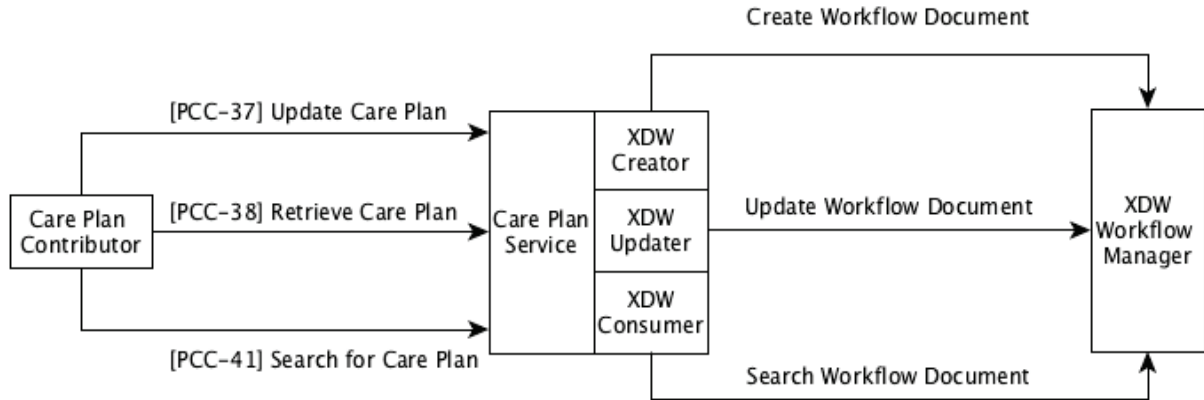 Create Workflow Document
[PCC-37] Update Care Plan
XDW
Creator
Care Plan
Contributor
[PCC-38] Retrieve Care Plan
Care Plan
Service
XDW
Updater
Update Workflow Document
XDW
Workflow
Manager
XDW
Consumer
[PCC-41] Search for Care Plan
Search Workflow Document